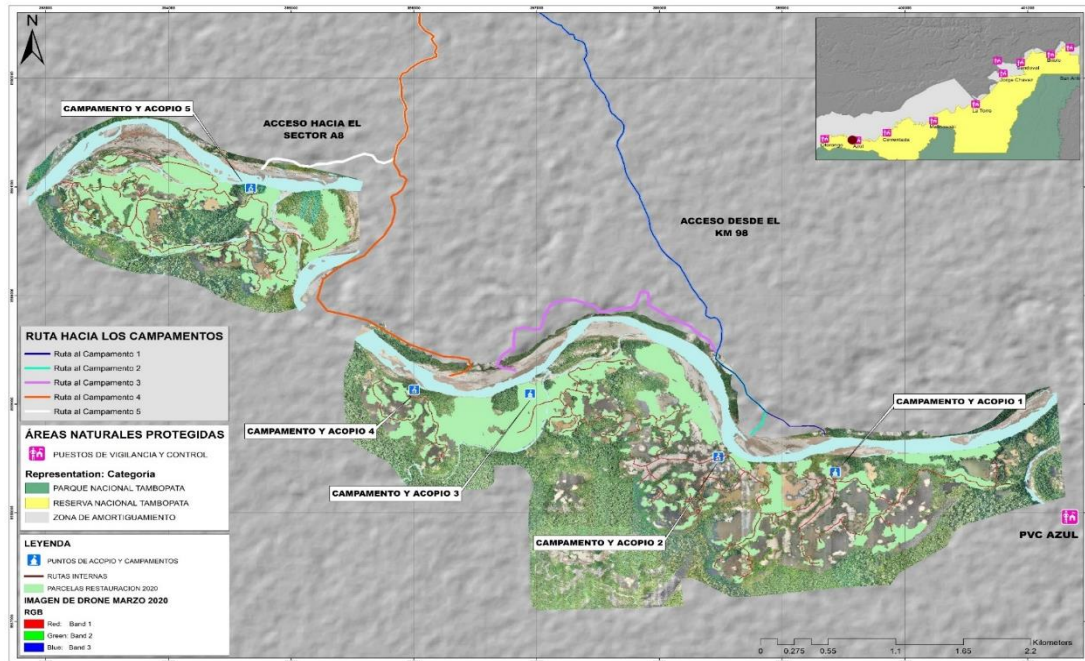 N
CAMPAMENTO Y ACOPIO 5
ACCESO HACIA EL
SECTOR A8
ACCESO DESDE EL
KM 98
Jorge Chavez
La Torre
Azul
RUTA HACIA LOS CAMPAMENTOS
Ruta al Campamento 1
Ruta al Campamento 2
Ruta al Campamento 3
Ruta al Campamento 4
Ruta al Campamento 5
CAMPAMENTO Y ACOPIO 1
CAMPAMENTO Y ACOPIO 4
CAMPAMENTO Y ACOPIO 3
CAMPAMENTO Y ACOPIO 2
PVC AZUL
ÁREAS NATURALES PROTEGIDAS
PUESTOS DE VIGILANCIA Y CONTROL
Representation: Categoria
PARQUE NACIONAL TAMBOPATA
RESERVA NACIONAL TAMBOPATA
ZONA DE AMORTIGUAMIENTO
LEYENDA
PUNTOS DE ACOPIO Y CAMPAMENTOS
RUTAS INTERNAS
PARCELAS RESTAURACION 2020
IMAGEN DE DRONE MARZO 2020
RGB
Red: Band 1
Green: Band 2
Blue: Band 3
Kilometers
0 0.275 0.55 1.1 1.65 2.2